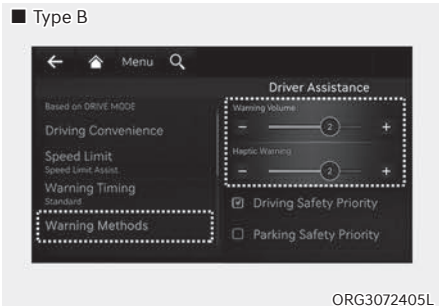 ■ Type B
← Menu
Driver Assistance
Based on DRIVE MODE
Driving Convenience
Speed Limit
Speed Limit Assist
Warning Timing
Standard
Warning Methods
Warning Volume
− 2 +
Haptic Warning
− 2 +
Driving Safety Priority
Parking Safety Priority
ORG3072405L